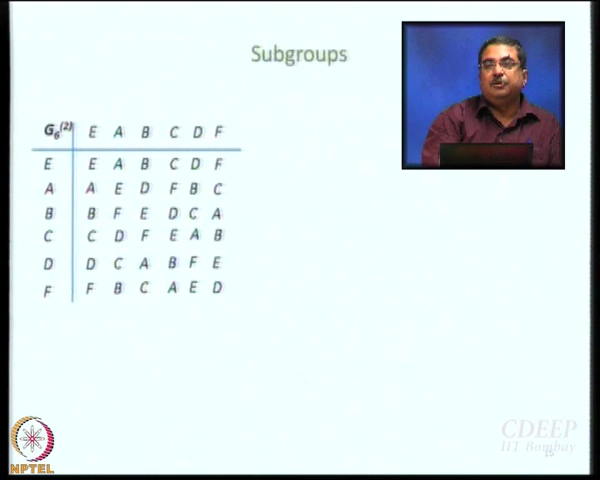 Subgroups
G6(2) E A B C D F
E E A B C D F
A A E D F B C
B B F E D C A
C C D F E A B
D D C A B F E
F F B C A E D
NPTEL
CDEEP
IIT Bombay